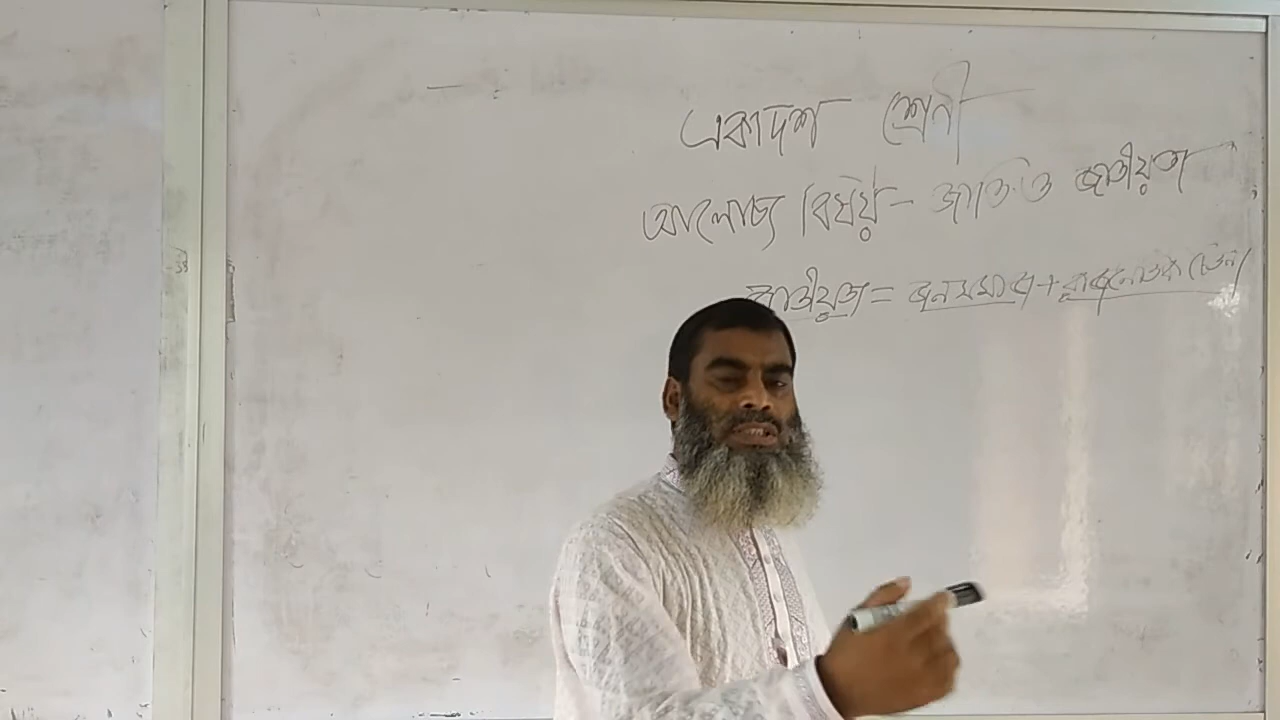 একাদশ শ্রেনী
আলোচ্য বিষয় - জাতি ও জাতীয়তা
জাতীয়তা = জনসমাজ + রাজনৈতিক চেতনা